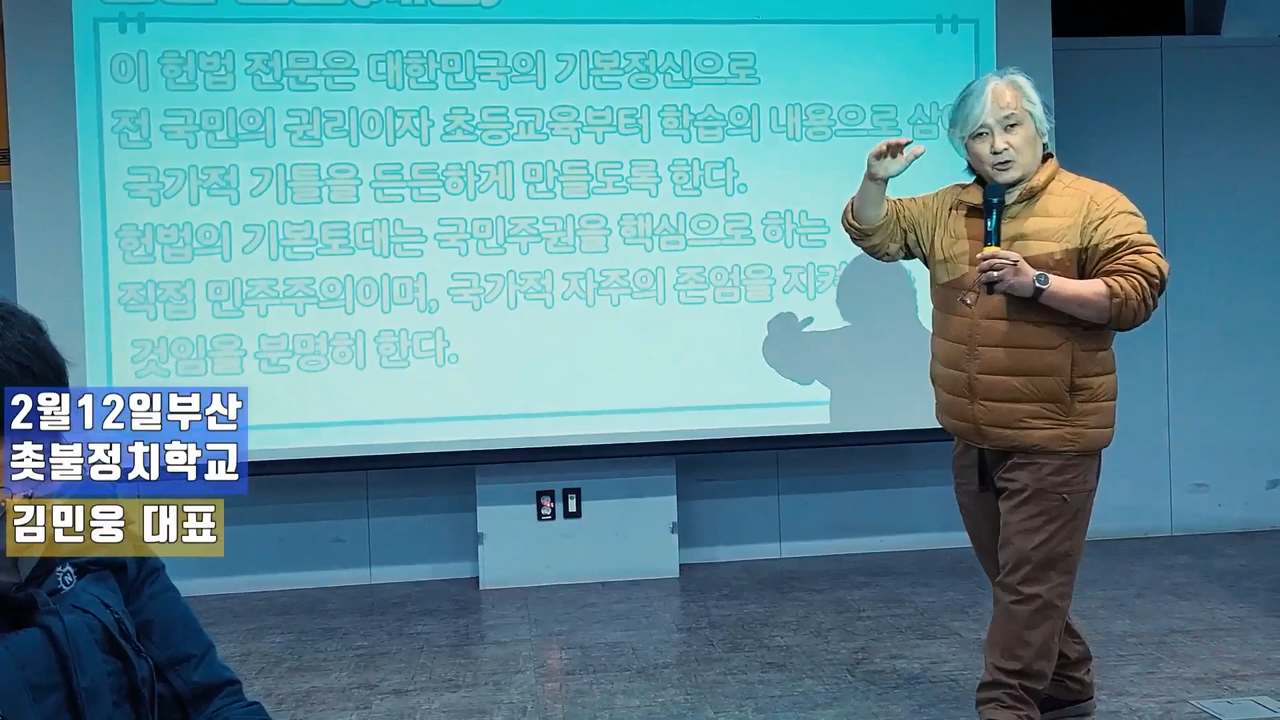 이 헌법 전문은 대한민국의 기본정신으로
전 국민의 권리이자 초등교육부터 학습의 내용으로
국가적 기율을 든든하게 만들도록 한다.
헌법의 기본토대는 국민주권을 핵심으로 하는
직접 민주주의이며, 국가적 자주의 존엄을
것임을 분명히 한다.
2월12일부산
촛불정치학교
김민웅 대표